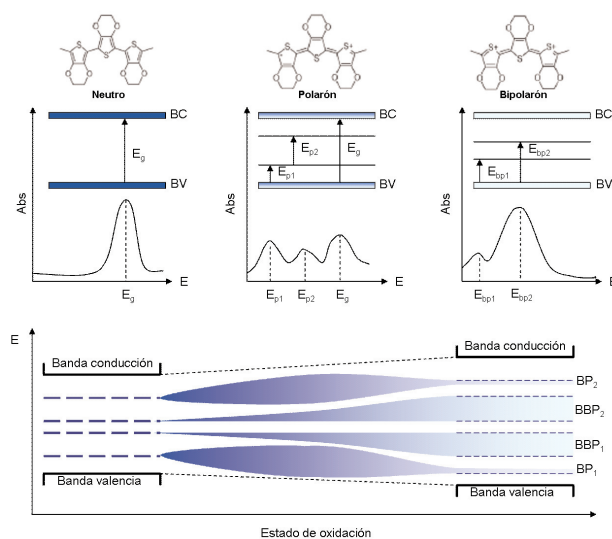 S
S
S
Neutro
S
S
S+
Polarón
S+
S
S+
Bipolarón
BC
Eg
BV
Abs
E
Eg
BC
Ep2
Ep1
Eg
BV
Abs
E
Ep1
Ep2
Eg
BC
Ebp2
Ebp1
BV
Abs
E
Ebp1
Ebp2
E
Banda conducción
Banda conducción
BP2
BBP2
BBP1
BP1
Banda valencia
Banda valencia
Estado de oxidación